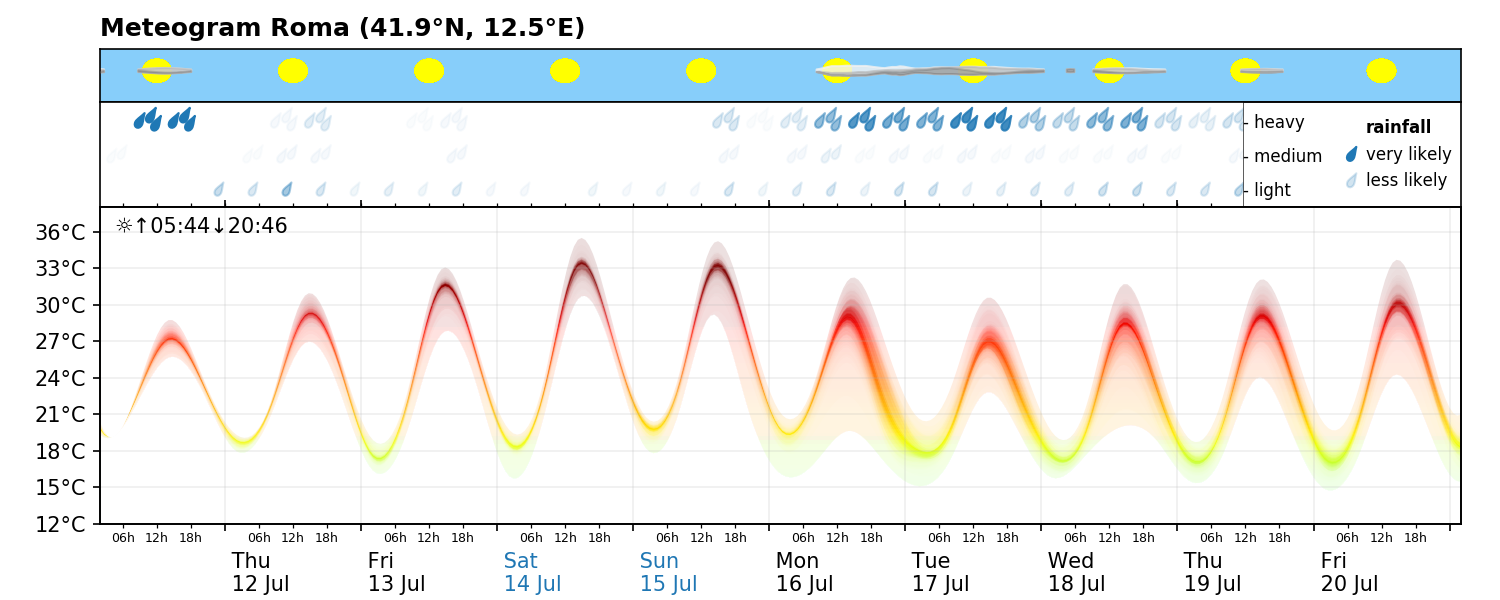 Meteogram Roma (41.9°N, 12.5°E)
heavy
medium
light
rainfall
very likely
less likely
☼↑05:44↓20:46
36°C
33°C
30°C
27°C
24°C
21°C
18°C
15°C
12°C
06h 12h 18h 06h 12h 18h 06h 12h 18h 06h 12h 18h 06h 12h 18h 06h 12h 18h 06h 12h 18h 06h 12h 18h 06h 12h 18h 06h 12h 18h
Thu Fri Sat Sun Mon Tue Wed Thu Fri
12 Jul 13 Jul 14 Jul 15 Jul 16 Jul 17 Jul 18 Jul 19 Jul 20 Jul